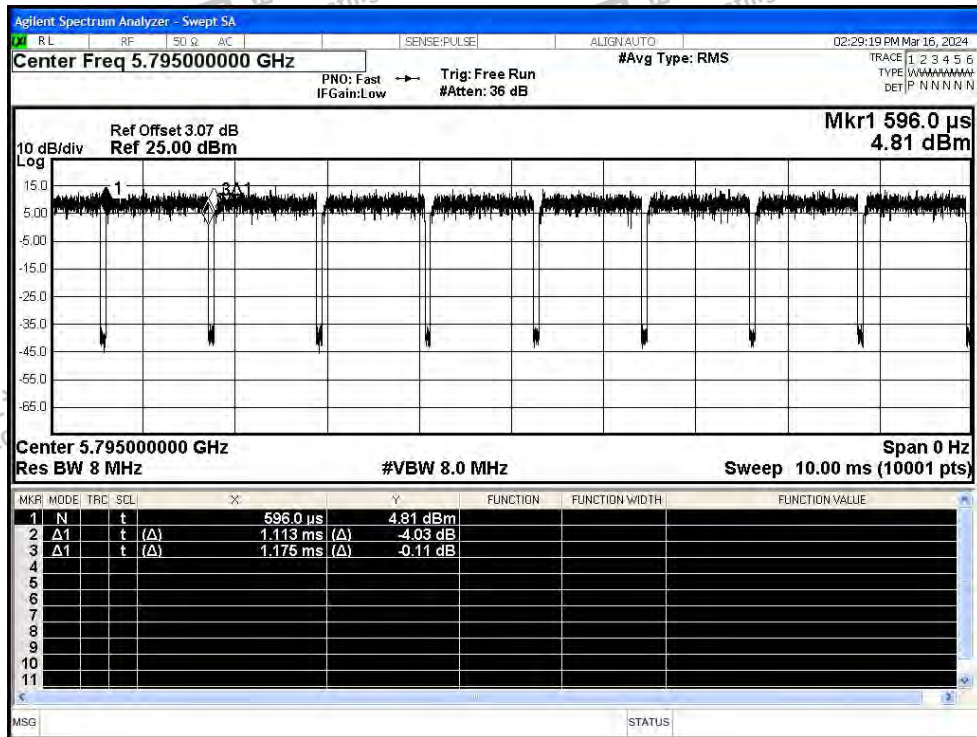 Agilent Spectrum Analyzer - Swept SA
LXI RL RF 50 Ω AC SENSE:PULSE ALIGN AUTO 02:29:19 PM Mar 16, 2024
Center Freq 5.795000000 GHz #Avg Type: RMS TRACE 1 2 3 4 5 6
PNO: Fast Trig: Free Run TYPE WWWWWW
IFGain:Low #Atten: 36 dB DET P N N N N N
Mkr1 596.0 µs
Ref Offset 3.07 dB
10 dB/div Ref 25.00 dBm 4.81 dBm
Log
15.0 1 3Δ1
5.00
-5.00
-15.0
-25.0
-35.0
-45.0
-55.0
-65.0
Center 5.795000000 GHz Span 0 Hz
Res BW 8 MHz #VBW 8.0 MHz Sweep 10.00 ms (10001 pts)
MKR MODE TRC SCL X Y FUNCTION FUNCTION WIDTH FUNCTION VALUE
1 N t 596.0 µs 4.81 dBm
2 Δ1 t (Δ) 1.113 ms (Δ) -4.03 dB
3 Δ1 t (Δ) 1.175 ms (Δ) -0.11 dB
4
5
6
7
8
9
10
11
MSG STATUS